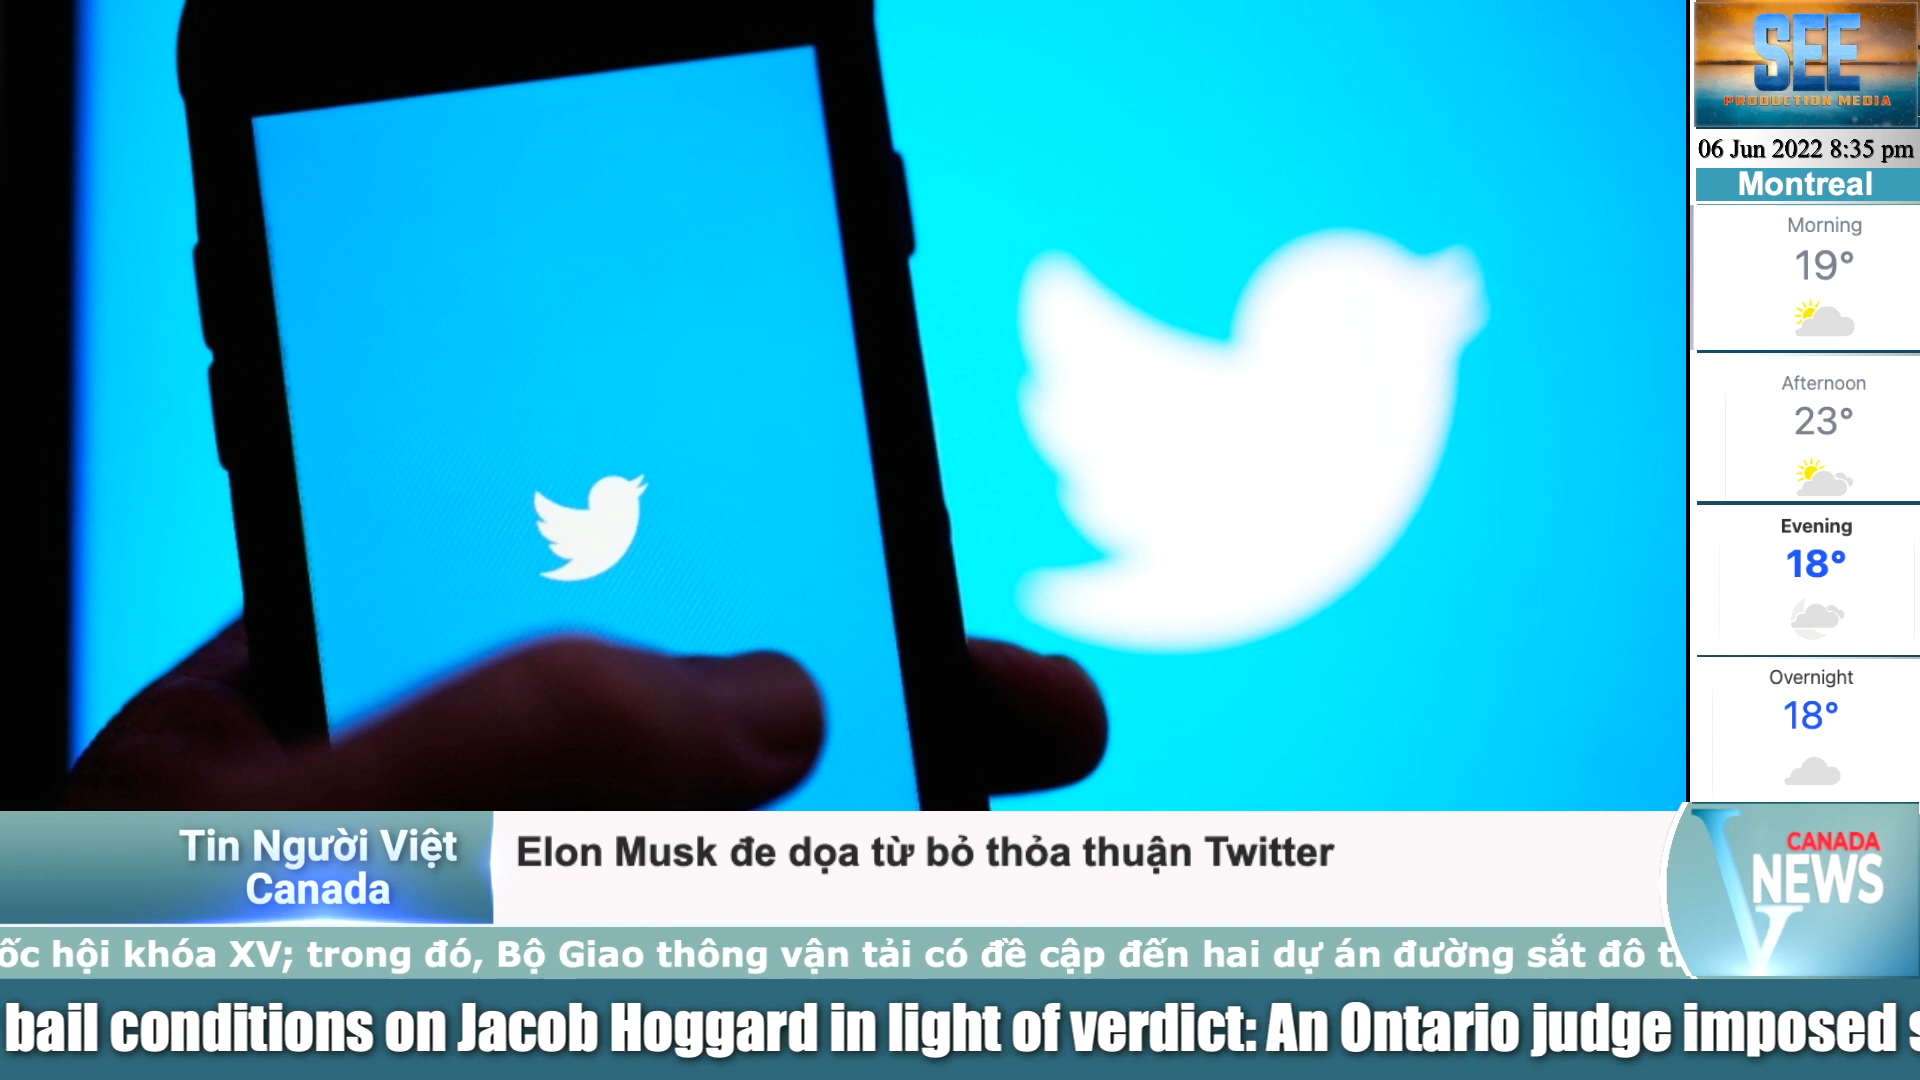 SEE
PRODUCTION MEDIA
06 Jun 2022 8:35 pm
Montreal
Morning
19°
Afternoon
23°
Evening
18°
Overnight
18°
Tin Người Việt
Canada
Elon Musk đe dọa từ bỏ thỏa thuận Twitter
CANADA
V NEWS
ốc hội khóa XV; trong đó, Bộ Giao thông vận tải có đề cập đến hai dự án đường sắt đô
bail conditions on Jacob Hoggard in light of verdict: An Ontario judge imposed